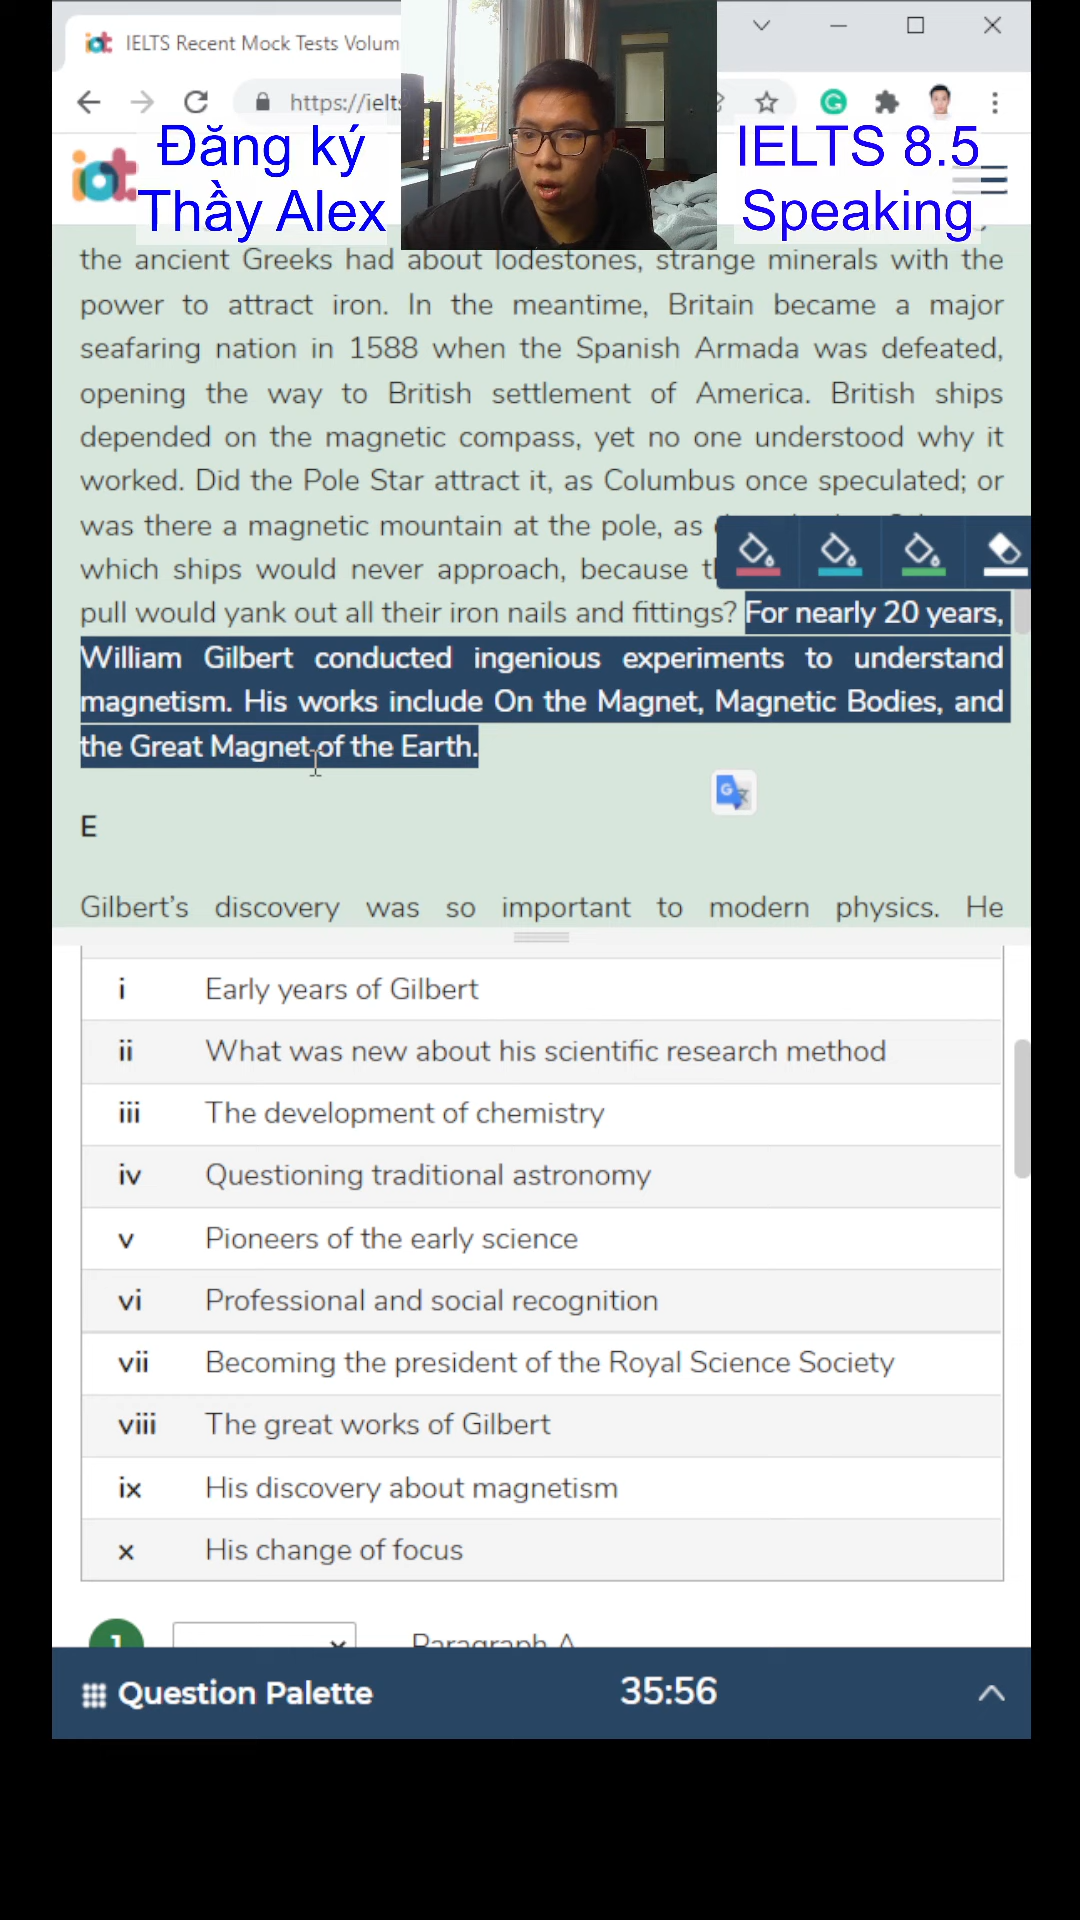 IELTS Recent Mock Tests Volum
https://ielts
Đăng ký
Thầy Alex
IELTS 8.5
Speaking
iot
the ancient Greeks had about lodestones, strange minerals with the
power to attract iron. In the meantime, Britain became a major
seafaring nation in 1588 when the Spanish Armada was defeated,
opening the way to British settlement of America. British ships
depended on the magnetic compass, yet no one understood why it
worked. Did the Pole Star attract it, as Columbus once speculated; or
was there a magnetic mountain at the pole, as
which ships would never approach, because
pull would yank out all their iron nails and fittings? For nearly 20 years,
William Gilbert conducted ingenious experiments to understand
magnetism. His works include On the Magnet, Magnetic Bodies, and
the Great Magnet of the Earth.
E
Gilbert's discovery was so important to modern physics. He
i Early years of Gilbert
ii What was new about his scientific research method
iii The development of chemistry
iv Questioning traditional astronomy
v Pioneers of the early science
vi Professional and social recognition
vii Becoming the president of the Royal Science Society
viii The great works of Gilbert
ix His discovery about magnetism
x His change of focus
1 Paragraph A
Question Palette 35:56